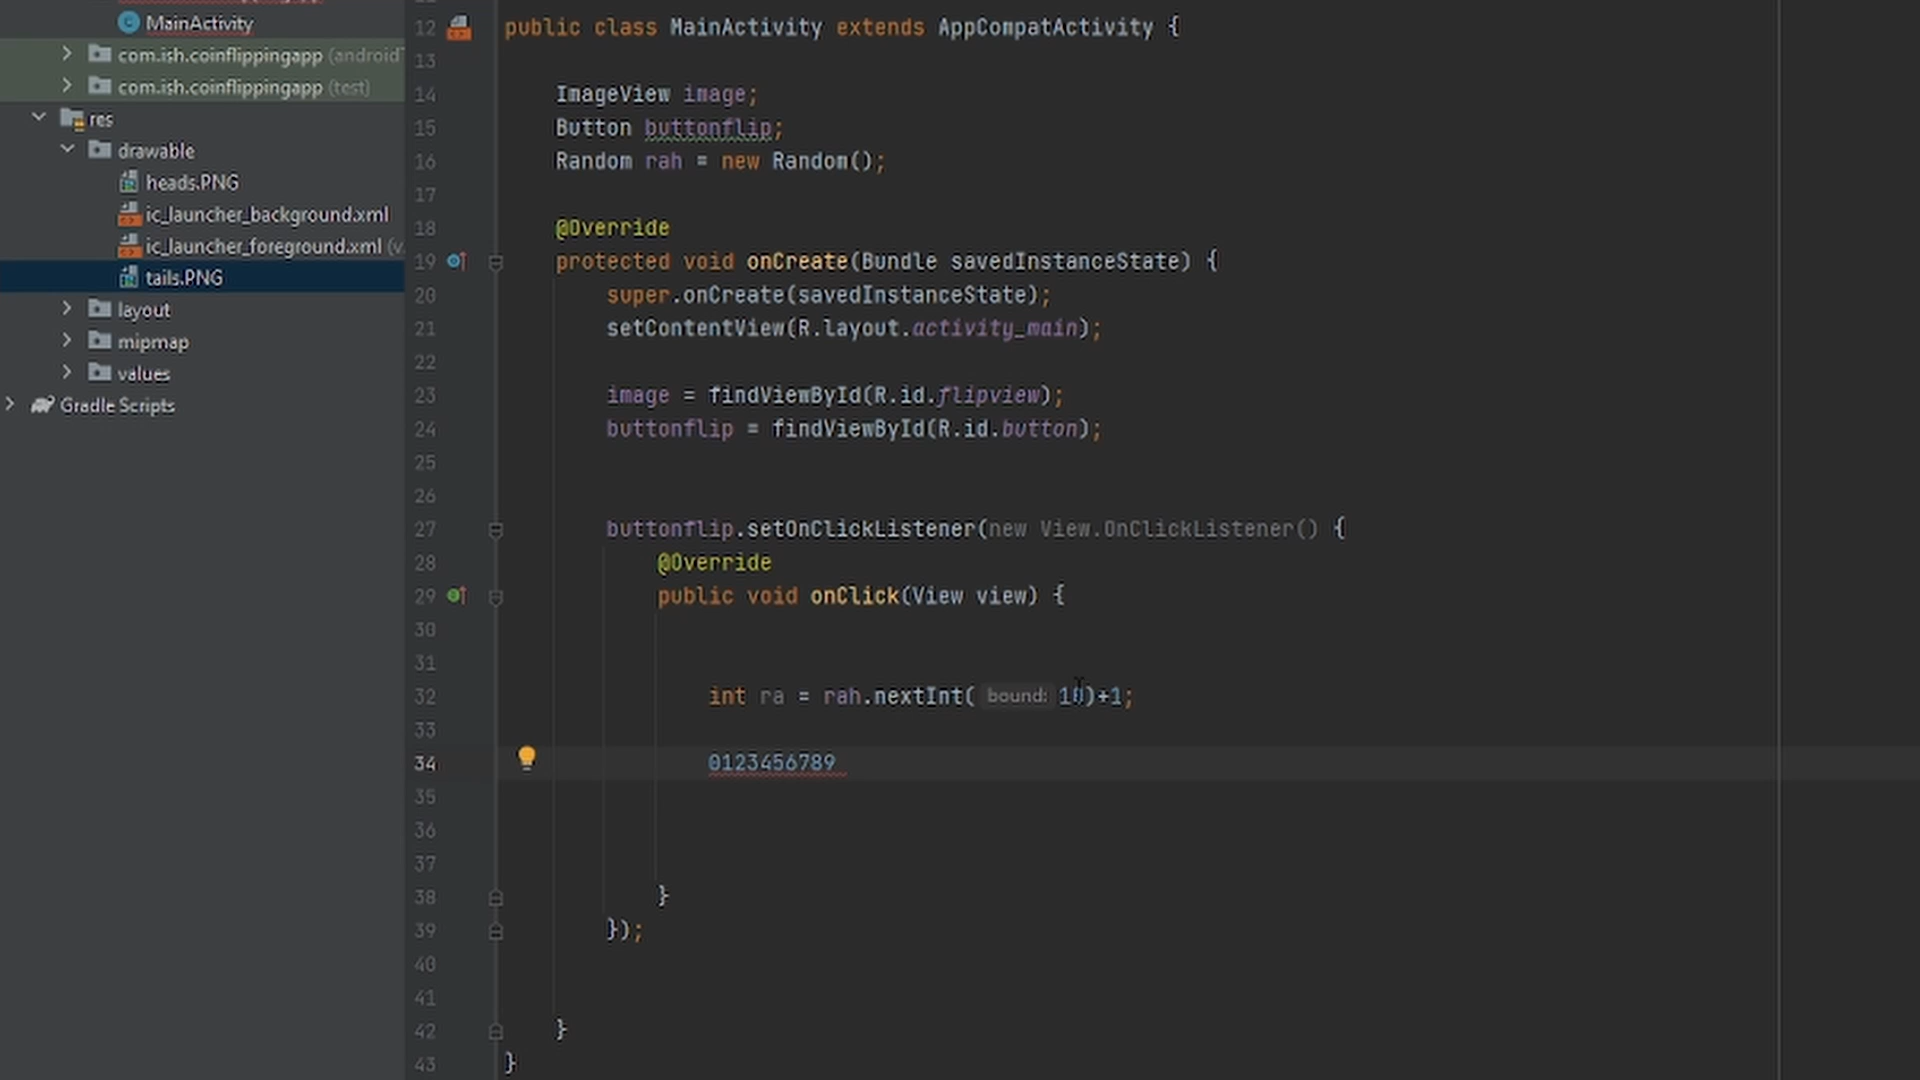 MainActivity
com.ish.coinflippingapp (androidT
com.ish.coinflippingapp (test)
res
drawable
heads.PNG
ic_launcher_background.xml
ic_launcher_foreground.xml (v
tails.PNG
layout
mipmap
values
Gradle Scripts
12 public class MainActivity extends AppCompatActivity {
13
14 ImageView image;
15 Button buttonflip;
16 Random rah = new Random();
17
18 @Override
19 protected void onCreate(Bundle savedInstanceState) {
20 super.onCreate(savedInstanceState);
21 setContentView(R.layout.activity_main);
22
23 image = findViewById(R.id.flipview);
24 buttonflip = findViewById(R.id.button);
25
26
27 buttonflip.setOnClickListener(new View.OnClickListener() {
28 @Override
29 public void onClick(View view) {
30
31
32 int ra = rah.nextInt( bound: 10)+1;
33
34 0123456789
35
36
37
38 }
39 });
40
41
42 }
43 }